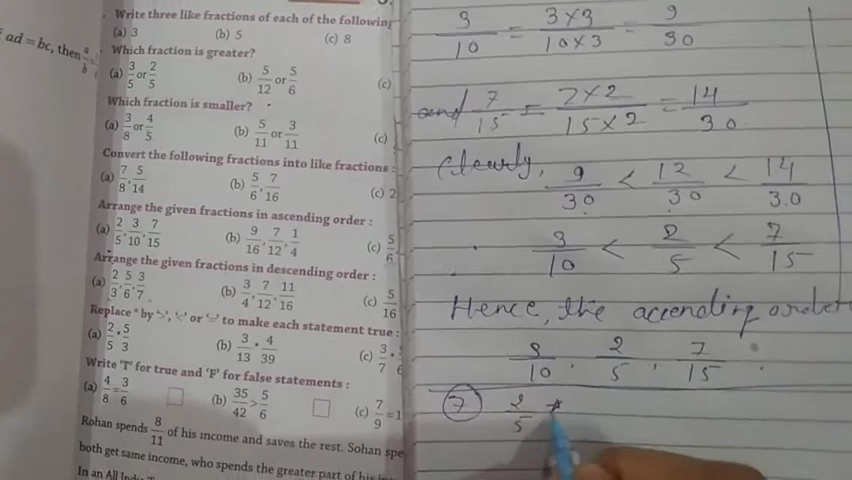 ad = bc, then a/b
Write three like fractions of each of the following
(a) 3 (b) 5 (c) 8
Which fraction is greater?
(a) 3/5 or 2/5 (b) 5/12 or 5/6 (c)
Which fraction is smaller?
(a) 3/8 or 4/5 (b) 5/11 or 3/11 (c)
Convert the following fractions into like fractions :
(a) 7/8, 5/14 (b) 5/6, 7/16 (c) 2
Arrange the given fractions in ascending order :
(a) 2/5, 3/10, 7/15 (b) 9/16, 7/12, 1/4 (c) 5/6
Arrange the given fractions in descending order :
(a) 2/3, 5/6, 3/7 (b) 3/4, 7/12, 11/16 (c) 5/16
Replace * by '>', '<' or '=' to make each statement true :
(a) 2/5 * 5/3 (b) 3/13 * 4/39 (c) 3/7 *
Write 'T' for true and 'F' for false statements :
(a) 4/8 = 3/6 (b) 35/42 > 5/6 (c) 7/9 = 1
Rohan spends 8/11 of his income and saves the rest. Sohan spe
both get same income, who spends the greater part of his in
In an All
3/10 = 3×3/10×3 = 9/30
and 7/15 = 7×2/15×2 = 14/30
Clearly, 9/30 < 12/30 < 14/30
3/10 < 2/5 < 7/15
Hence, the accending order
3/10, 2/5, 7/15
7 2/5 *